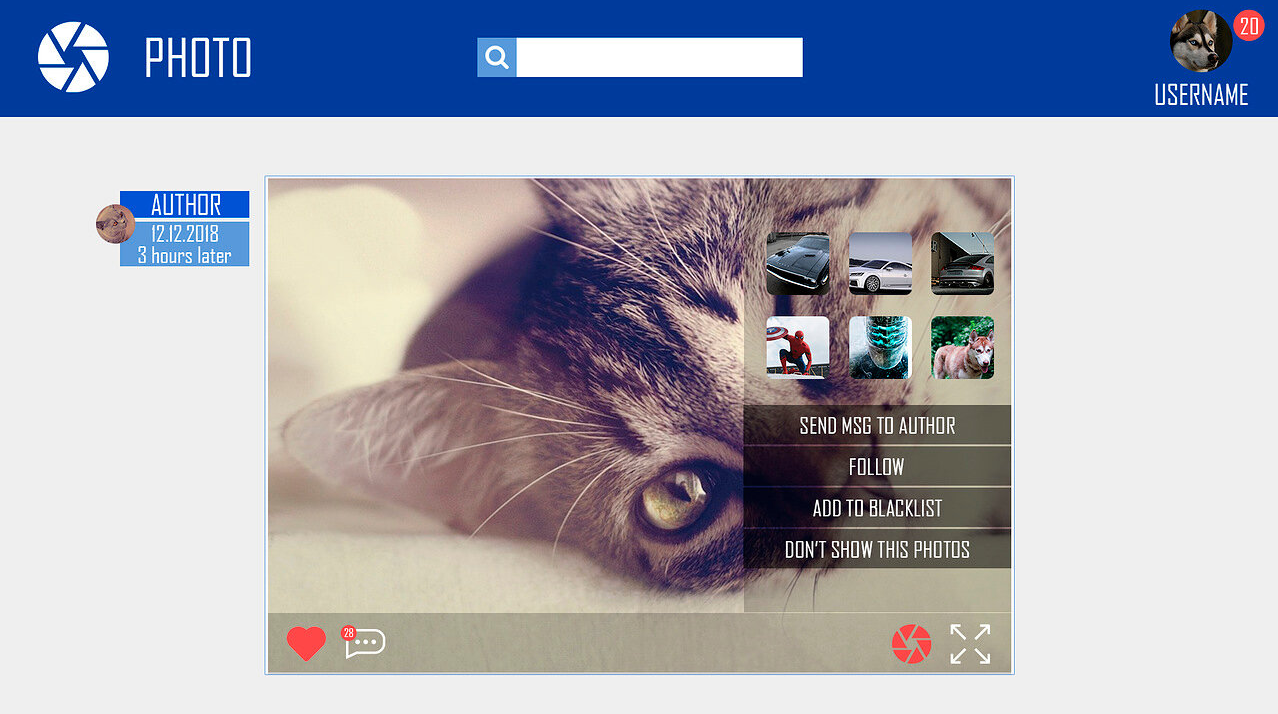 PHOTO
20
USERNAME
AUTHOR
12.12.2018
3 hours later
SEND MSG TO AUTHOR
FOLLOW
ADD TO BLACKLIST
DON'T SHOW THIS PHOTOS
28